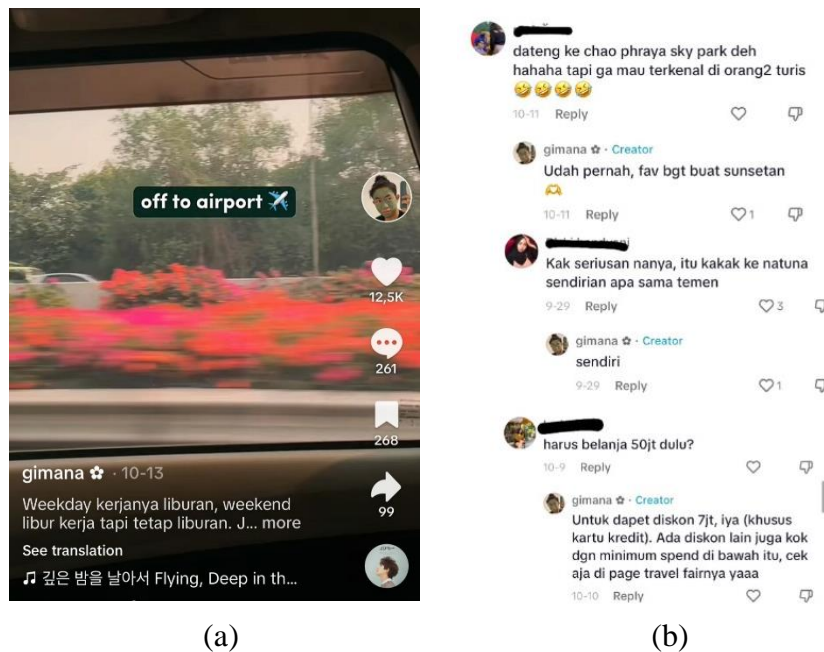 off to airport ✈️
12,5K
261
268
99
gimana ✿ · 10-13
Weekday kerjanya liburan, weekend
libur kerja tapi tetap liburan. J... more
See translation
♫ 깊은 밤을 날아서 Flying, Deep in th...
(a)
dateng ke chao phraya sky park deh
hahaha tapi ga mau terkenal di orang2 turis
🤣🤣🤣🤣
10-11 Reply
gimana ✿ · Creator
Udah pernah, fav bgt buat sunsetan
🫶
10-11 Reply 1
Kak seriusan nanya, itu kakak ke natuna
sendirian apa sama temen
9-29 Reply 3
gimana ✿ · Creator
sendiri
9-29 Reply 1
harus belanja 50jt dulu?
10-9 Reply
gimana ✿ · Creator
Untuk dapet diskon 7jt, iya (khusus
kartu kredit). Ada diskon lain juga kok
dgn minimum spend di bawah itu, cek
aja di page travel fairnya yaaa
10-10 Reply
(b)